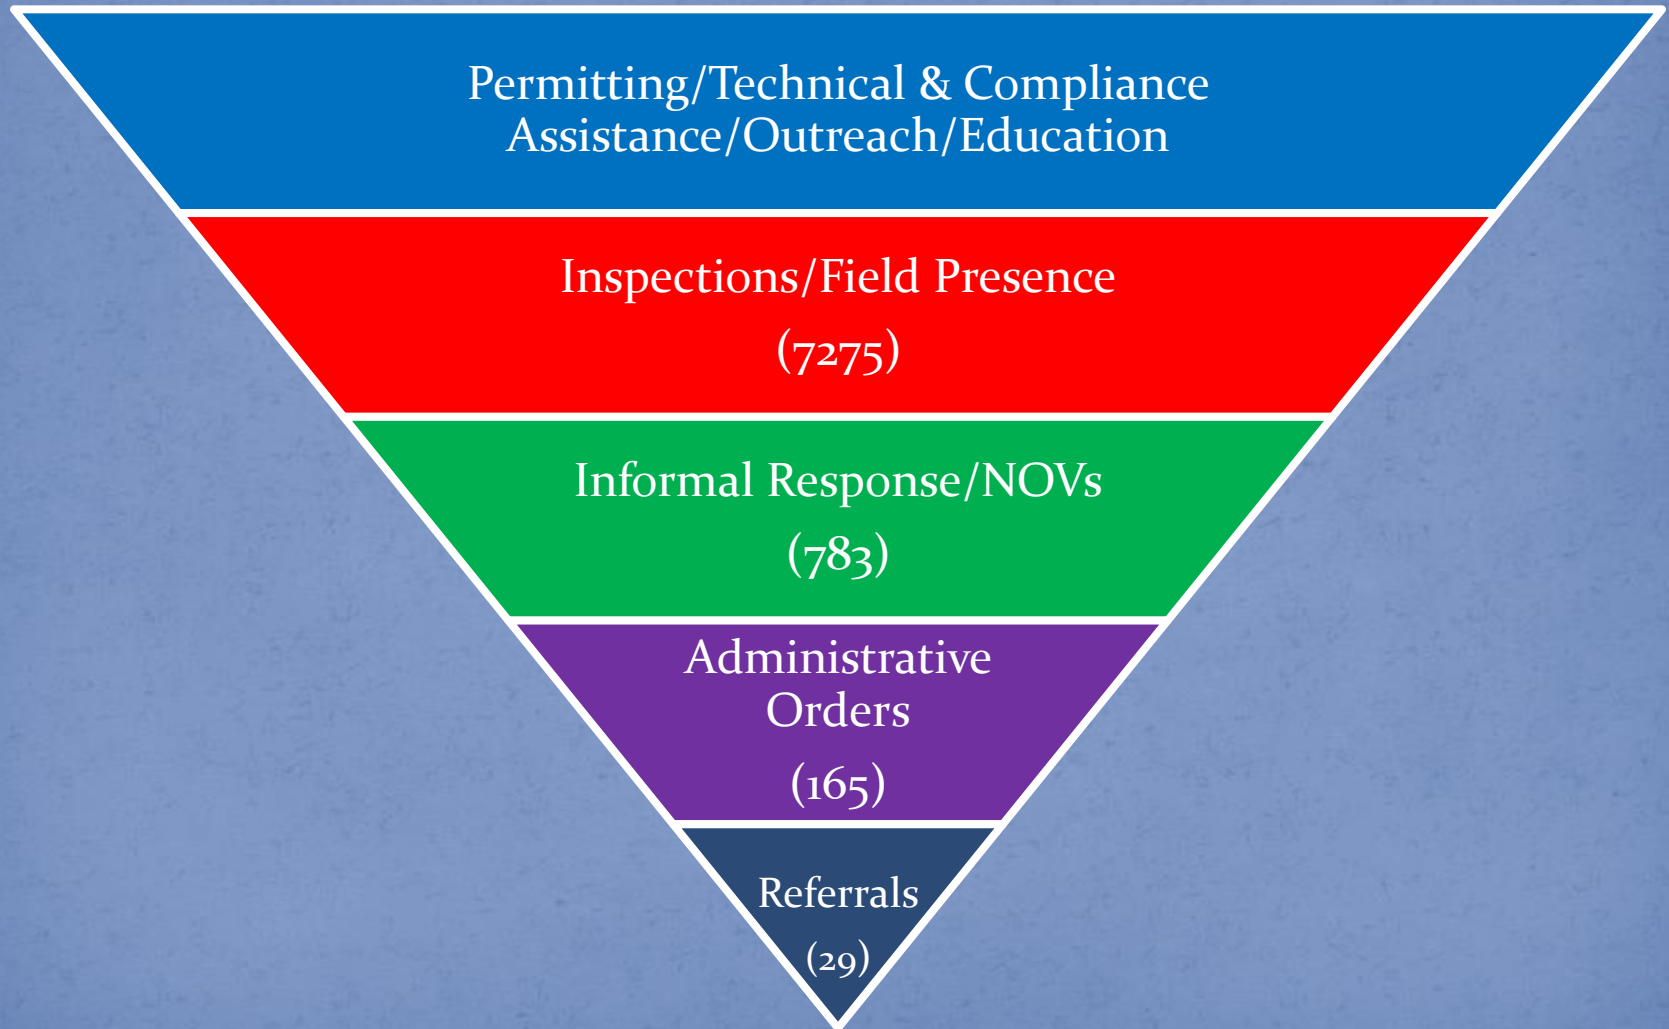 Permitting/Technical & Compliance
Assistance/Outreach/Education
Inspections/Field Presence
(7275)
Informal Response/NOVs
(783)
Administrative
Orders
(165)
Referrals
(29)